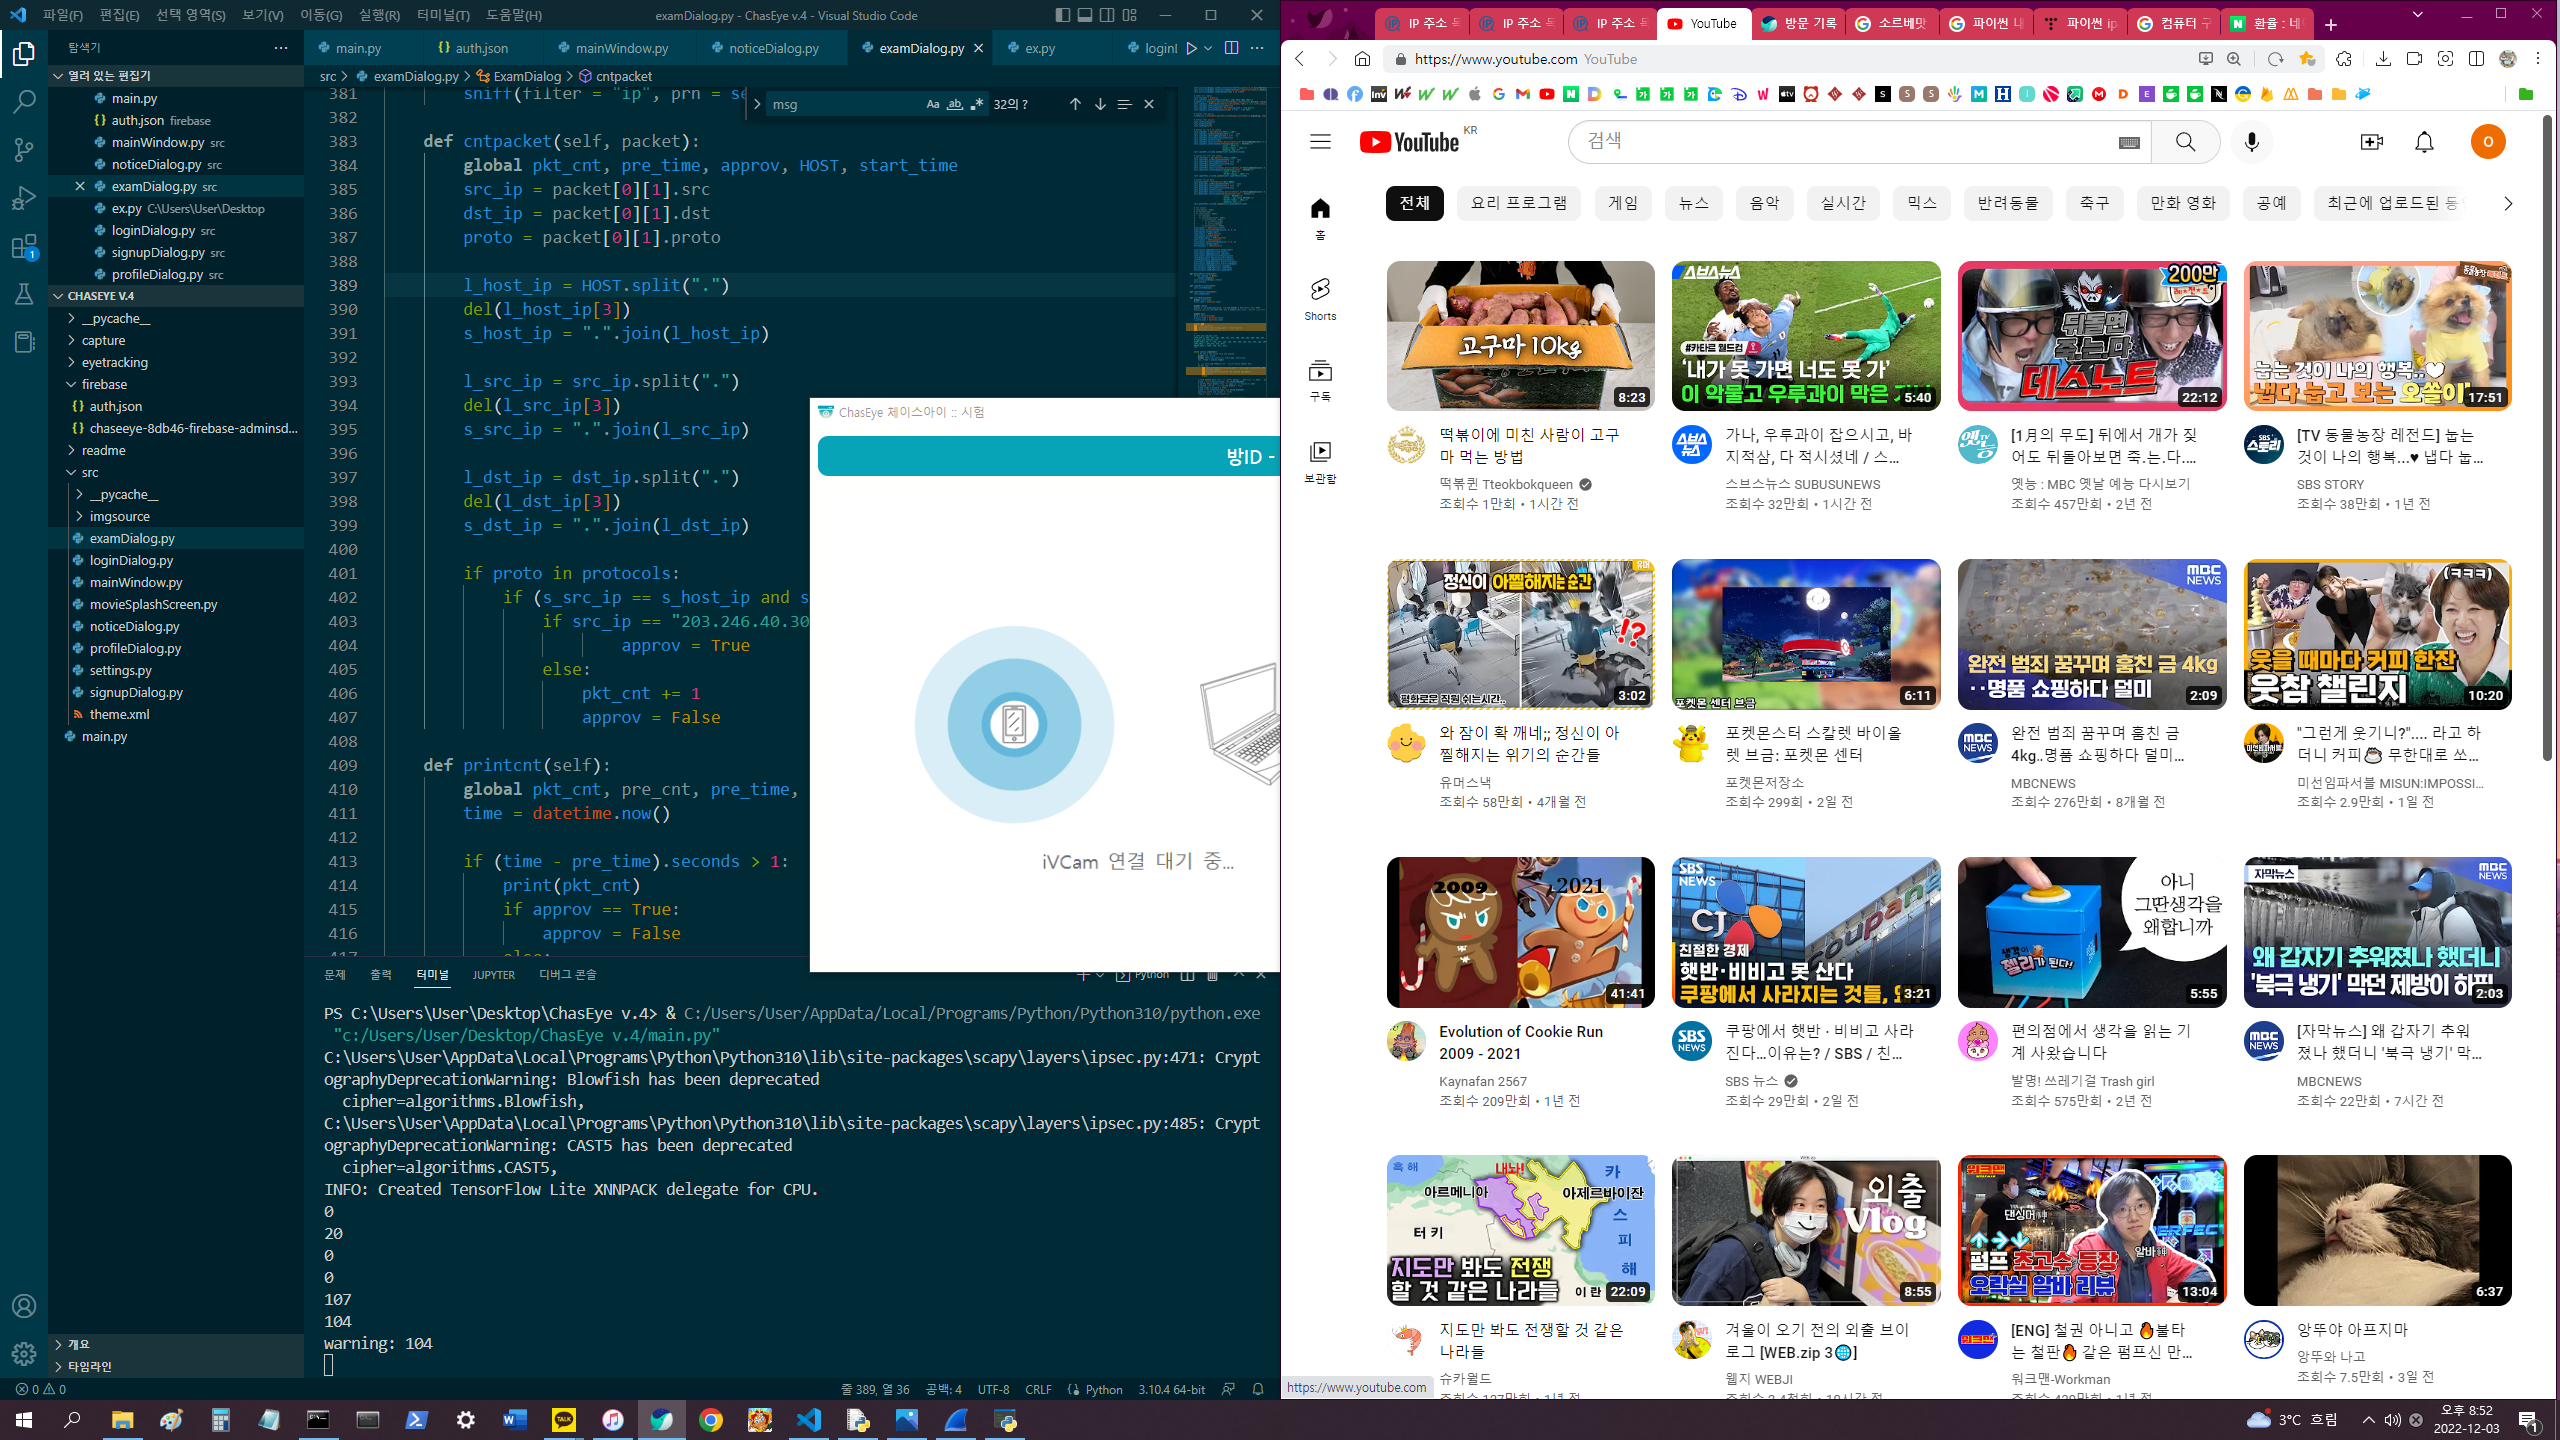 파일(F) 편집(E) 선택 영역(S) 보기(V) 이동(G) 실행(R) 터미널(T) 도움말(H)
examDialog.py - ChasEye v.4 - Visual Studio Code
탐색기
열려 있는 편집기
main.py
auth.json firebase
mainWindow.py src
noticeDialog.py src
examDialog.py src
ex.py C:\Users\User\Desktop
loginDialog.py src
signupDialog.py src
profileDialog.py src
CHASEYE V.4
__pycache__
capture
eyetracking
firebase
auth.json
chaseeye-8db46-firebase-adminsd...
readme
src
__pycache__
imgsource
examDialog.py
loginDialog.py
mainWindow.py
movieSplashScreen.py
noticeDialog.py
profileDialog.py
settings.py
signupDialog.py
theme.xml
main.py
개요
타임라인
main.py auth.json mainWindow.py noticeDialog.py examDialog.py ex.py loginI
src > examDialog.py > ExamDialog > cntpacket
msg Aa ab 32의 ?
381 sniff(filter = "ip", prn = se
382
383 def cntpacket(self, packet):
384 global pkt_cnt, pre_time, approv, HOST, start_time
385 src_ip = packet[0][1].src
386 dst_ip = packet[0][1].dst
387 proto = packet[0][1].proto
388
389 l_host_ip = HOST.split(".")
390 del(l_host_ip[3])
391 s_host_ip = ".".join(l_host_ip)
392
393 l_src_ip = src_ip.split(".")
394 del(l_src_ip[3])
395 s_src_ip = ".".join(l_src_ip)
396
397 l_dst_ip = dst_ip.split(".")
398 del(l_dst_ip[3])
399 s_dst_ip = ".".join(l_dst_ip)
400
401 if proto in protocols:
402 if (s_src_ip == s_host_ip and s
403 if src_ip == "203.246.40.30
404 approv = True
405 else:
406 pkt_cnt += 1
407 approv = False
408
409 def printcnt(self):
410 global pkt_cnt, pre_cnt, pre_time,
411 time = datetime.now()
412
413 if (time - pre_time).seconds > 1:
414 print(pkt_cnt)
415 if approv == True:
416 approv = False
ChasEye 체이스아이 :: 시험
방ID -
iVCam 연결 대기 중...
문제 출력 터미널 JUPYTER 디버그 콘솔
Python
PS C:\Users\User\Desktop\ChasEye v.4> & C:/Users/User/AppData/Local/Programs/Python/Python310/python.exe
"c:/Users/User/Desktop/ChasEye v.4/main.py"
C:\Users\User\AppData\Local\Programs\Python\Python310\lib\site-packages\scapy\layers\ipsec.py:471: Crypt
ographyDeprecationWarning: Blowfish has been deprecated
cipher=algorithms.Blowfish,
C:\Users\User\AppData\Local\Programs\Python\Python310\lib\site-packages\scapy\layers\ipsec.py:485: Crypt
ographyDeprecationWarning: CAST5 has been deprecated
cipher=algorithms.CAST5,
INFO: Created TensorFlow Lite XNNPACK delegate for CPU.
0
20
0
0
107
104
warning: 104
0 0
줄 389, 열 36 공백: 4 UTF-8 CRLF Python 3.10.4 64-bit
IP 주소 IP 주소 IP 주소 YouTube 방문 기록 소르베맛 파이썬 내 파이썬 ip 컴퓨터 구 환율 : 네
https://www.youtube.com YouTube
YouTube KR
검색
전체 요리 프로그램 게임 뉴스 음악 실시간 믹스 반려동물 축구 만화 영화 공예 최근에 업로드된 동
홈
Shorts
구독
보관함
고구마 10kg
8:23
떡볶이에 미친 사람이 고구
마 먹는 방법
떡볶퀸 Tteokbokqueen
조회수 1만회 • 1시간 전
스브스뉴스
#카타르 월드컵
'내가 못 가면 너도 못 가'
이 악물고 우루과이 막은
5:40
가나, 우루과이 잡으시고, 바
지적삼, 다 적시셨네 / 스...
스브스뉴스 SUBUSUNEWS
조회수 32만회 • 1시간 전
200만
뒤돌면
죽는다
데스노트
22:12
[1월의 무도] 뒤에서 개가 짖
어도 뒤돌아보면 죽.는.다....
옛능 : MBC 옛날 예능 다시보기
조회수 457만회 • 2년 전
눕는 것이 나의 행복..♥
냅다 눕고 보는 오쏠이
17:51
[TV 동물농장 레전드] 눕는
것이 나의 행복...♥ 냅다 눕...
SBS STORY
조회수 38만회 • 1년 전
정신이 아찔해지는 순간
유머
!?
평화로운 직원 쉬는시간..
3:02
와 잠이 확 깨네;; 정신이 아
찔해지는 위기의 순간들
유머스낵
조회수 58만회 • 4개월 전
포켓몬 센터 브금
6:11
포켓몬스터 스칼렛 바이올
렛 브금: 포켓몬 센터
포켓몬저장소
조회수 299회 • 2일 전
MBC NEWS
완전 범죄 꿈꾸며 훔친 금 4kg
··명품 쇼핑하다 덜미
2:09
완전 범죄 꿈꾸며 훔친 금
4kg..명품 쇼핑하다 덜미...
MBCNEWS
조회수 276만회 • 8개월 전
(ㅋㅋㅋ)
웃을 때마다 커피 한잔
웃참 챌린지
10:20
"그런게 웃기니?".... 라고 하
더니 커피☕ 무한대로 쏘...
미선임파서블 MISUN:IMPOSSI...
조회수 2.9만회 • 1일 전
2009 2021
41:41
Evolution of Cookie Run
2009 - 2021
Kaynafan 2567
조회수 209만회 • 1년 전
SBS NEWS
CJ
coupang
친절한 경제
햇반·비비고 못 산다
쿠팡에서 사라지는 것들,
3:21
쿠팡에서 햇반 · 비비고 사라
진다...이유는? / SBS / 친...
SBS 뉴스
조회수 29만회 • 2일 전
아니
그딴생각을
왜합니까
젤리가 된다!
5:55
편의점에서 생각을 읽는 기
계 사왔습니다
발명! 쓰레기걸 Trash girl
조회수 575만회 • 2년 전
자막뉴스
MBC NEWS
왜 갑자기 추워졌나 했더니
'북극 냉기' 막던 제방이
2:03
[자막뉴스] 왜 갑자기 추워
졌나 했더니 '북극 냉기' 막...
MBCNEWS
조회수 22만회 • 7시간 전
흑 해
내놔!
카스피해
아르메니아 아제르바이잔
터 키
지도만 봐도 전쟁
할 것 같은 나라들
이 란
22:09
지도만 봐도 전쟁할 것 같은
나라들
슈카월드
외출
Vlog
8:55
겨울이 오기 전의 외출 브이
로그 [WEB.zip 3🌐]
웹지 WEBJI
워크맨
댄싱머신
PERFECT
알바神
펌프 초고수 등장
오락실 알바 리뷰
13:04
[ENG] 철권 아니고 🔥불타
는 철판🔥 같은 펌프신 만...
워크맨-Workman
6:37
앙뚜야 아프지마
앙뚜와 나고
조회수 7.5만회 • 3일 전
https://www.youtube.com
3°C 흐림
오후 8:52
2022-12-03